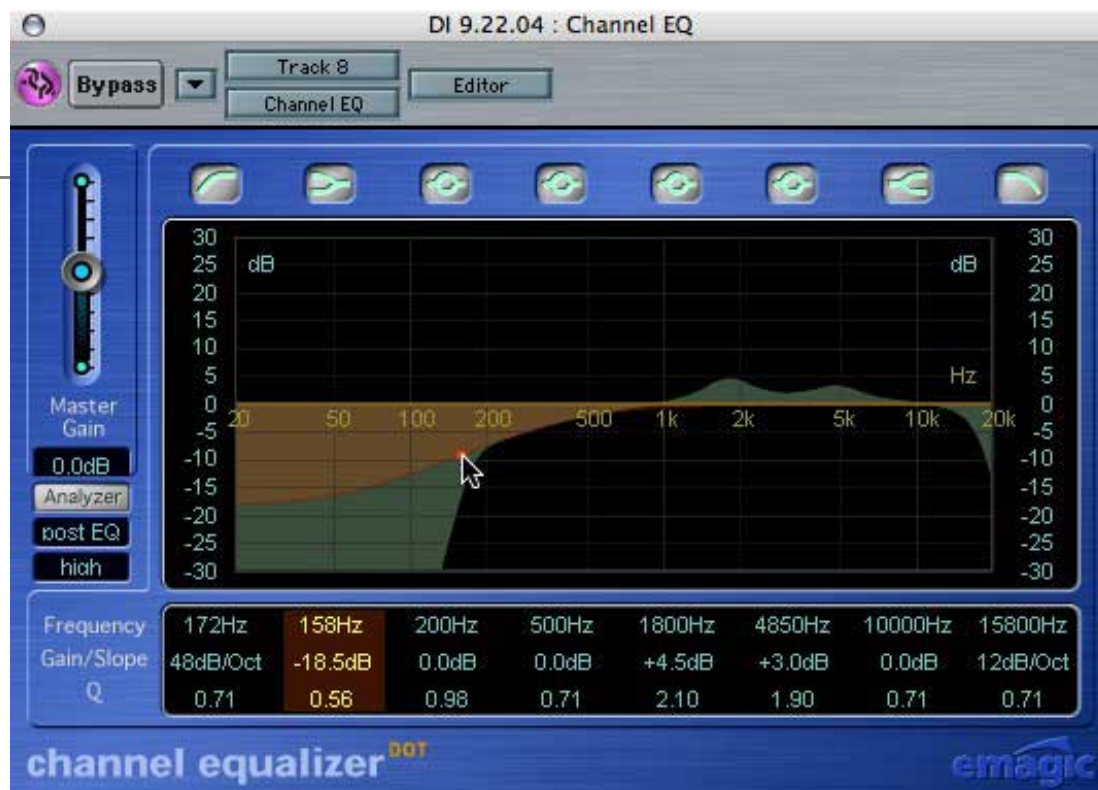 DI 9.22.04 : Channel EQ
Bypass
Track 8
Channel EQ
Editor
30 30
25 dB dB 25
20 20
15 15
10 10
5 Hz 5
0 20 50 100 200 500 1k 2k 5k 10k 20k 0
-5 -5
-10 -10
-15 -15
-20 -20
-25 -25
-30 -30
Master
Gain
0.0dB
Analyzer
post EQ
high
Frequency 172Hz 158Hz 200Hz 500Hz 1800Hz 4850Hz 10000Hz 15800Hz
Gain/Slope 48dB/Oct -18.5dB 0.0dB 0.0dB +4.5dB +3.0dB 0.0dB 12dB/Oct
Q 0.71 0.56 0.98 0.71 2.10 1.90 0.71 0.71
channel equalizer DOT
emagic